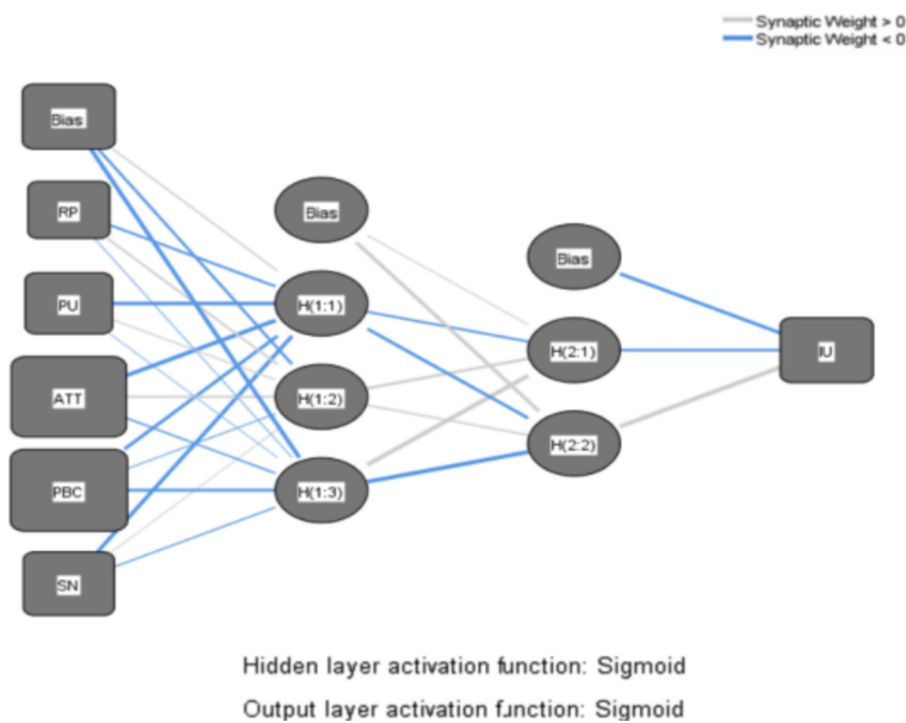 Synaptic Weight > 0
Synaptic Weight < 0
Bias
RP
PU
ATT
PBC
SN
Bias
H(1:1)
H(1:2)
H(1:3)
Bias
H(2:1)
H(2:2)
IU
Hidden layer activation function: Sigmoid
Output layer activation function: Sigmoid